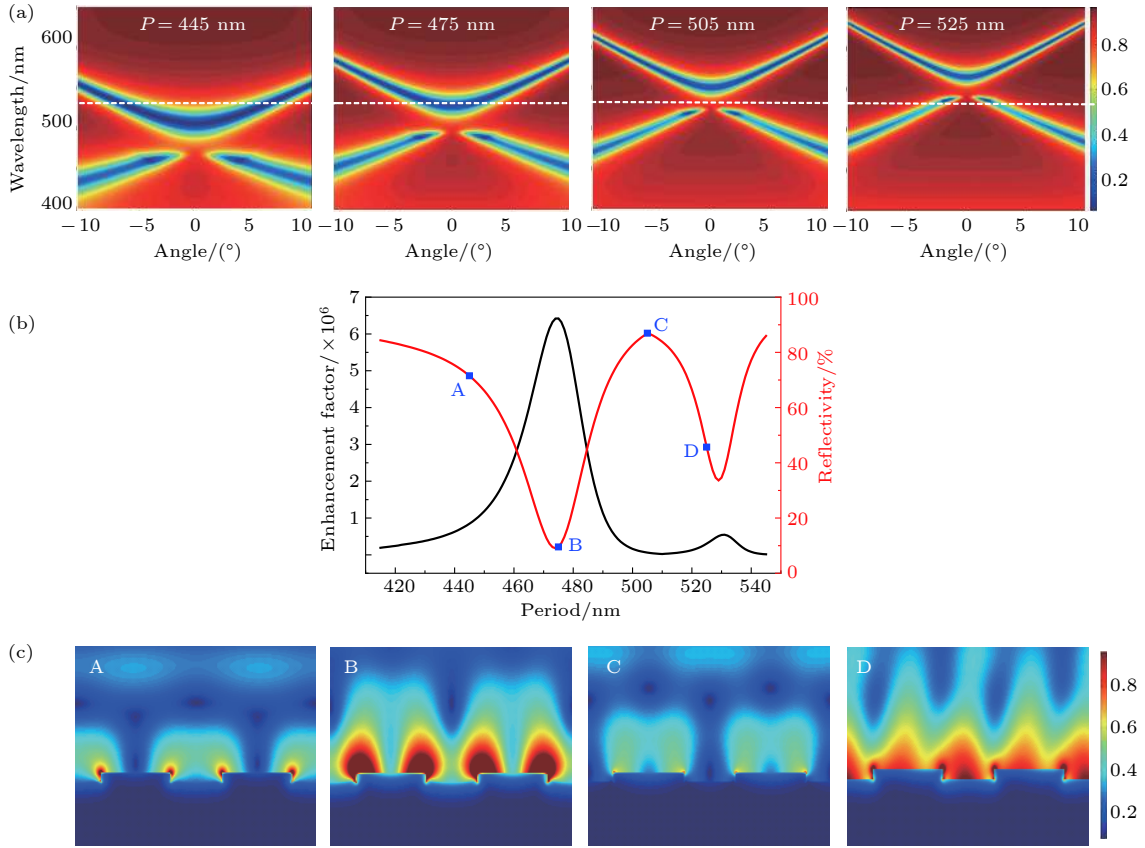 (a)
P = 445 nm
P = 475 nm
P = 505 nm
P = 525 nm
Wavelength/nm
600
500
400
0.8
0.6
0.4
0.2
−10 −5 0 5 10
−10 −5 0 5 10
−10 −5 0 5 10
−10 −5 0 5 10
Angle/(°)
Angle/(°)
Angle/(°)
Angle/(°)
(b)
Enhancement factor/×10⁶
7
6
5
4
3
2
1
A
B
C
D
100
80
60
40
20
0
Reflectivity/%
420 440 460 480 500 520 540
Period/nm
(c)
A
B
C
D
0.8
0.6
0.4
0.2